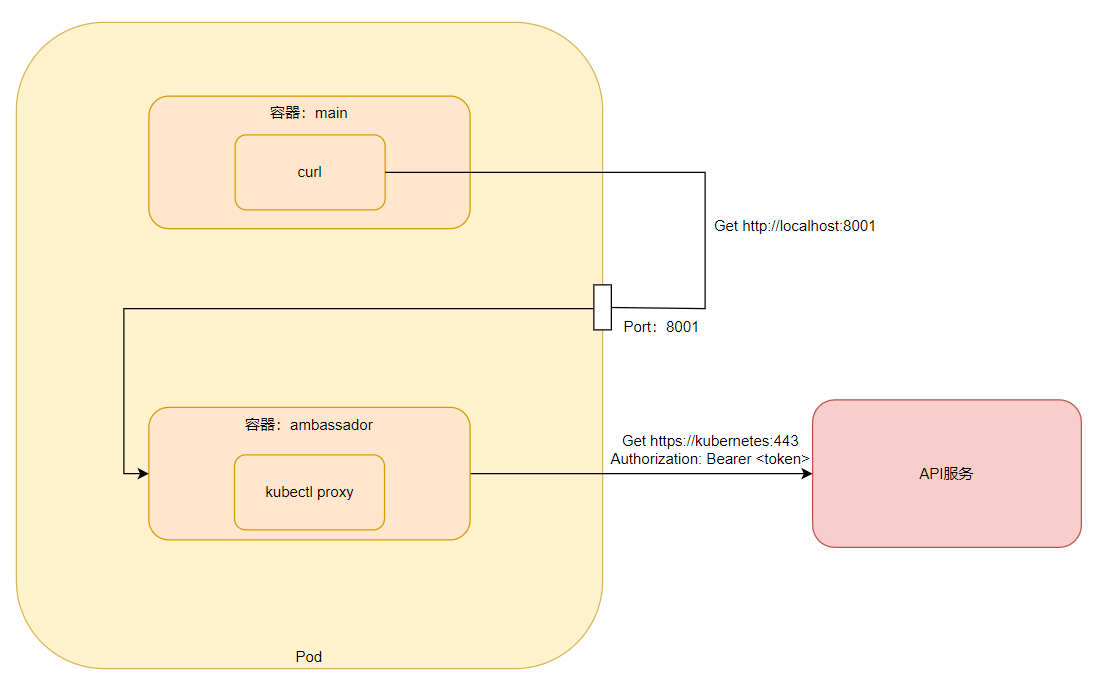 容器：main
curl
Get http://localhost:8001
Port：8001
容器：ambassador
kubectl proxy
Get https://kubernetes:443
Authorization: Bearer <token>
API服务
Pod